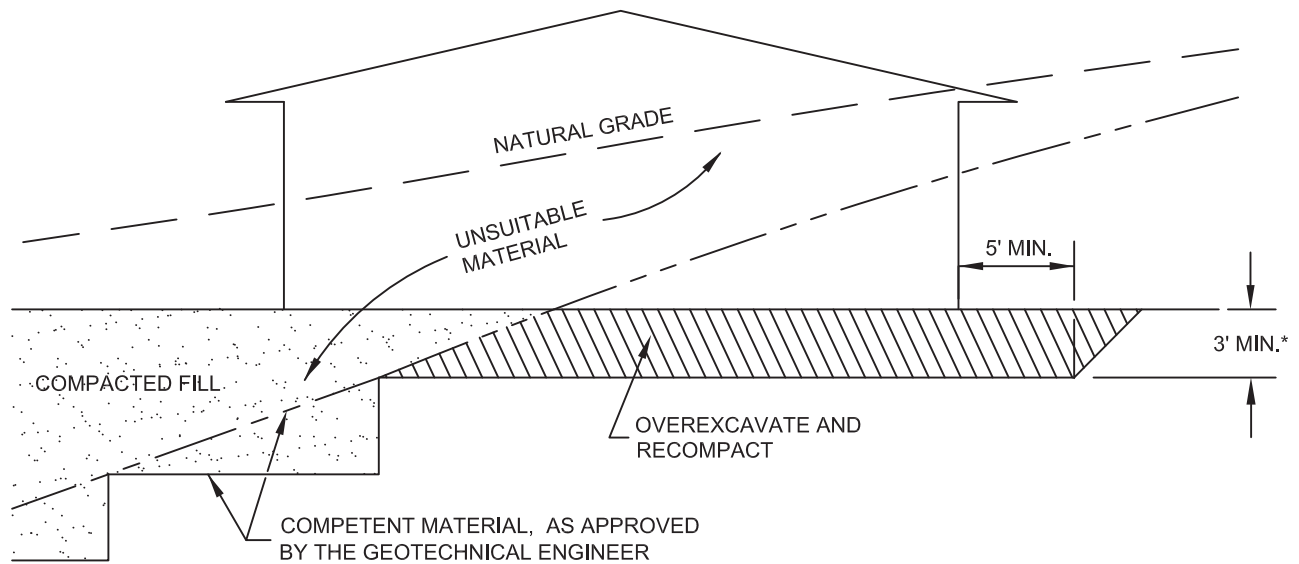 NATURAL GRADE
UNSUITABLE
MATERIAL
5' MIN.
3' MIN.*
COMPACTED FILL
OVEREXCAVATE AND
RECOMPACT
COMPETENT MATERIAL, AS APPROVED
BY THE GEOTECHNICAL ENGINEER